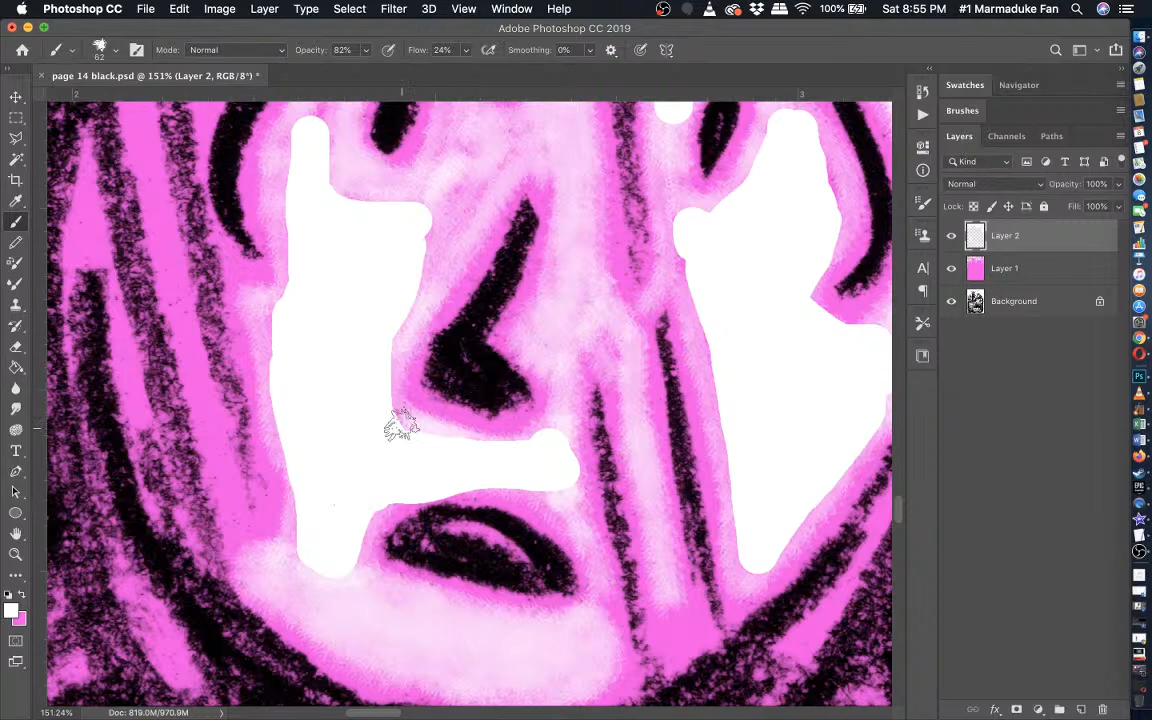 Photoshop CC File Edit Image Layer Type Select Filter 3D View Window Help 100% Sat 8:55 PM #1 Marmaduke Fan
Adobe Photoshop CC 2019
62 Mode: Normal Opacity: 82% Flow: 24% Smoothing: 0%
× page 14 black.psd @ 151% (Layer 2, RGB/8*) *
2 3
Swatches Navigator
Brushes
Layers Channels Paths
Kind
Normal Opacity: 100%
Lock: Fill: 100%
Layer 2
Layer 1
Background
151.24% Doc: 819.0M/970.9M